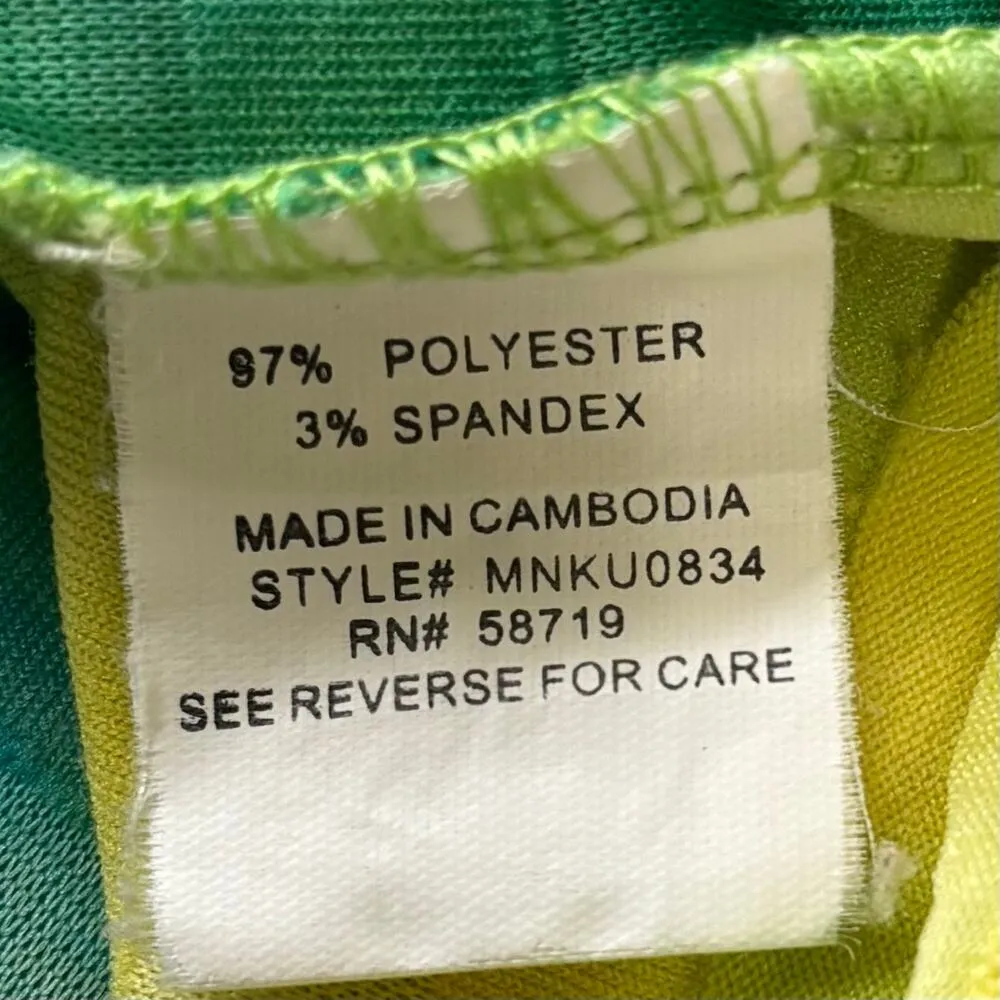 97% POLYESTER
3% SPANDEX
MADE IN CAMBODIA
STYLE# MNKU0834
RN# 58719
SEE REVERSE FOR CARE